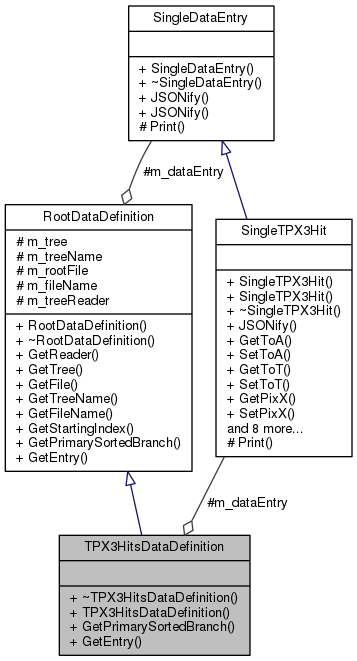 SingleDataEntry
+ SingleDataEntry()
+ ~SingleDataEntry()
+ JSONify()
+ JSONify()
# Print()
#m_dataEntry
RootDataDefinition
# m_tree
# m_treeName
# m_rootFile
# m_fileName
# m_treeReader
+ RootDataDefinition()
+ ~RootDataDefinition()
+ GetReader()
+ GetTree()
+ GetFile()
+ GetTreeName()
+ GetFileName()
+ GetStartingIndex()
+ GetPrimarySortedBranch()
+ GetEntry()
SingleTPX3Hit
+ SingleTPX3Hit()
+ SingleTPX3Hit()
+ ~SingleTPX3Hit()
+ JSONify()
+ GetToA()
+ SetToA()
+ GetToT()
+ SetToT()
+ GetPixX()
+ SetPixX()
and 8 more...
# Print()
#m_dataEntry
TPX3HitsDataDefinition
+ ~TPX3HitsDataDefinition()
+ TPX3HitsDataDefinition()
+ GetPrimarySortedBranch()
+ GetEntry()